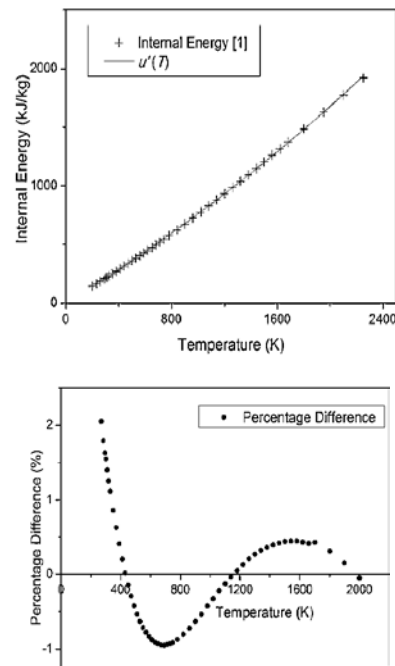 Internal Energy [1]
u'(T)
Internal Energy (kJ/kg)
2000
1000
0
0 800 1600 2400
Temperature (K)
Percentage Difference
Percentage Difference (%)
2
1
0
-1
400 800 1200 1600 2000
Temperature (K)